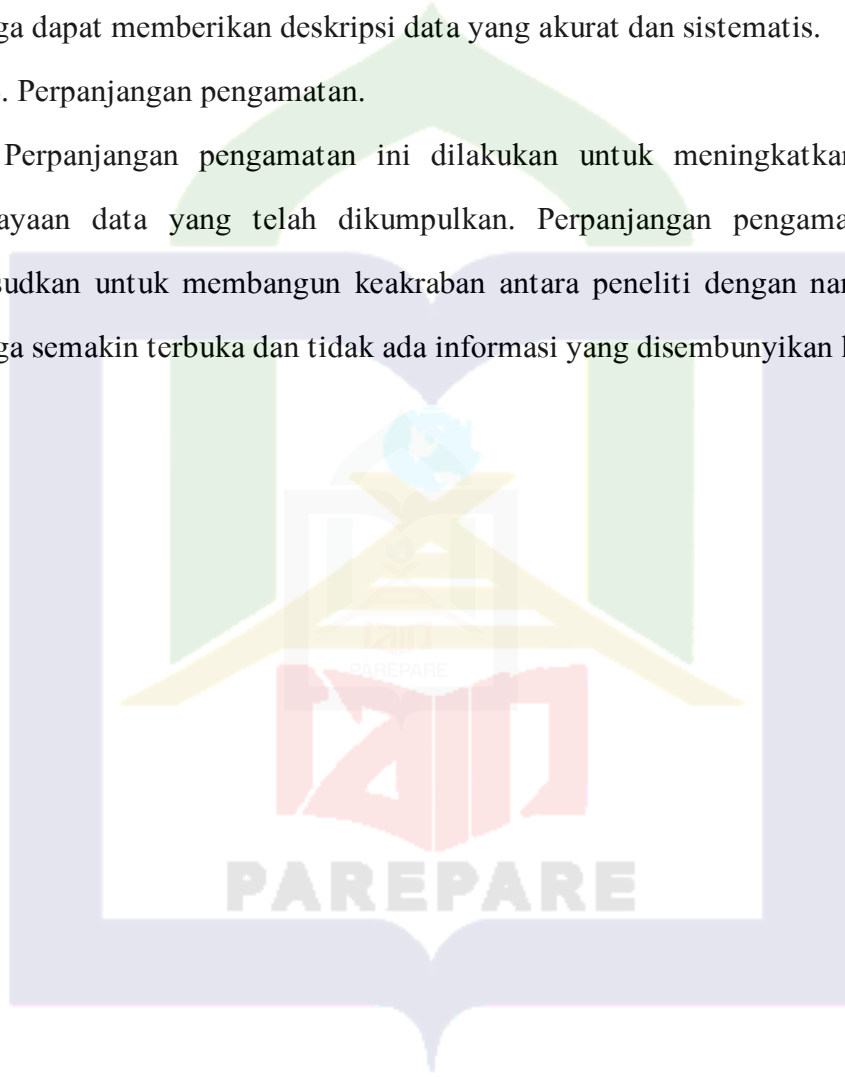 ga dapat memberikan deskripsi data yang akurat dan sistematis.
. Perpanjangan pengamatan.
Perpanjangan pengamatan ini dilakukan untuk meningkatkan
ayaan data yang telah dikumpulkan. Perpanjangan pengama
sudkan untuk membangun keakraban antara peneliti dengan nar
ga semakin terbuka dan tidak ada informasi yang disembunyikan
iain
PAREPARE
PAREPARE